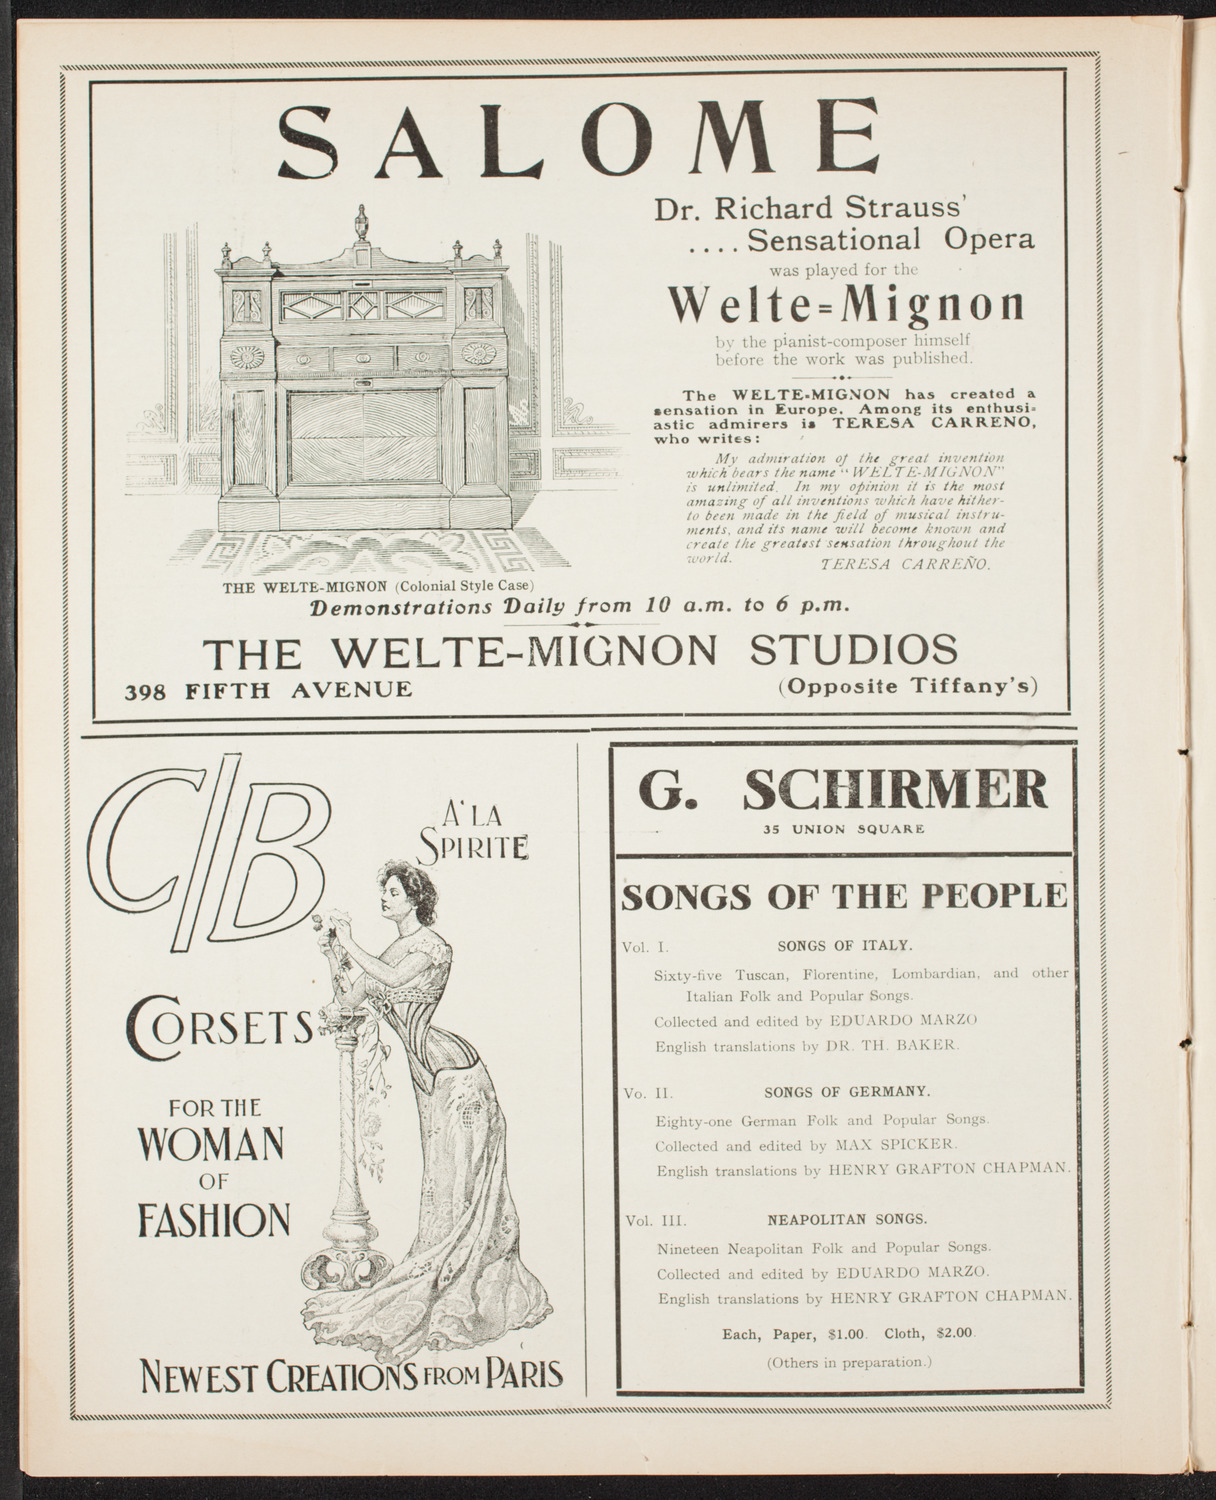 SALOME
Dr. Richard Strauss'
.... Sensational Opera
was played for the
Welte=Mignon
by the pianist-composer himself
before the work was published.
The WELTE-MIGNON has created a
sensation in Europe. Among its enthusi-
astic admirers is TERESA CARRENO,
who writes:
My admiration of the great invention
which bears the name "WELTE-MIGNON"
is unlimited. In my opinion it is the most
amazing of all inventions which have hither-
to been made in the field of musical instru-
ments, and its name will become known and
create the greatest sensation throughout the
world. TERESA CARREÑO.
THE WELTE-MIGNON (Colonial Style Case)
Demonstrations Daily from 10 a.m. to 6 p.m.
THE WELTE-MIGNON STUDIOS
398 FIFTH AVENUE (Opposite Tiffany's)
C/B
A' LA
SPIRITE
CORSETS
FOR THE
WOMAN
OF
FASHION
NEWEST CREATIONS FROM PARIS
G. SCHIRMER
35 UNION SQUARE
SONGS OF THE PEOPLE
Vol. I. SONGS OF ITALY.
Sixty-five Tuscan, Florentine, Lombardian, and other
Italian Folk and Popular Songs.
Collected and edited by EDUARDO MARZO
English translations by DR. TH. BAKER.
Vo. II. SONGS OF GERMANY.
Eighty-one German Folk and Popular Songs.
Collected and edited by MAX SPICKER.
English translations by HENRY GRAFTON CHAPMAN.
Vol. III. NEAPOLITAN SONGS.
Nineteen Neapolitan Folk and Popular Songs.
Collected and edited by EDUARDO MARZO.
English translations by HENRY GRAFTON CHAPMAN.
Each, Paper, $1.00. Cloth, $2.00.
(Others in preparation.)